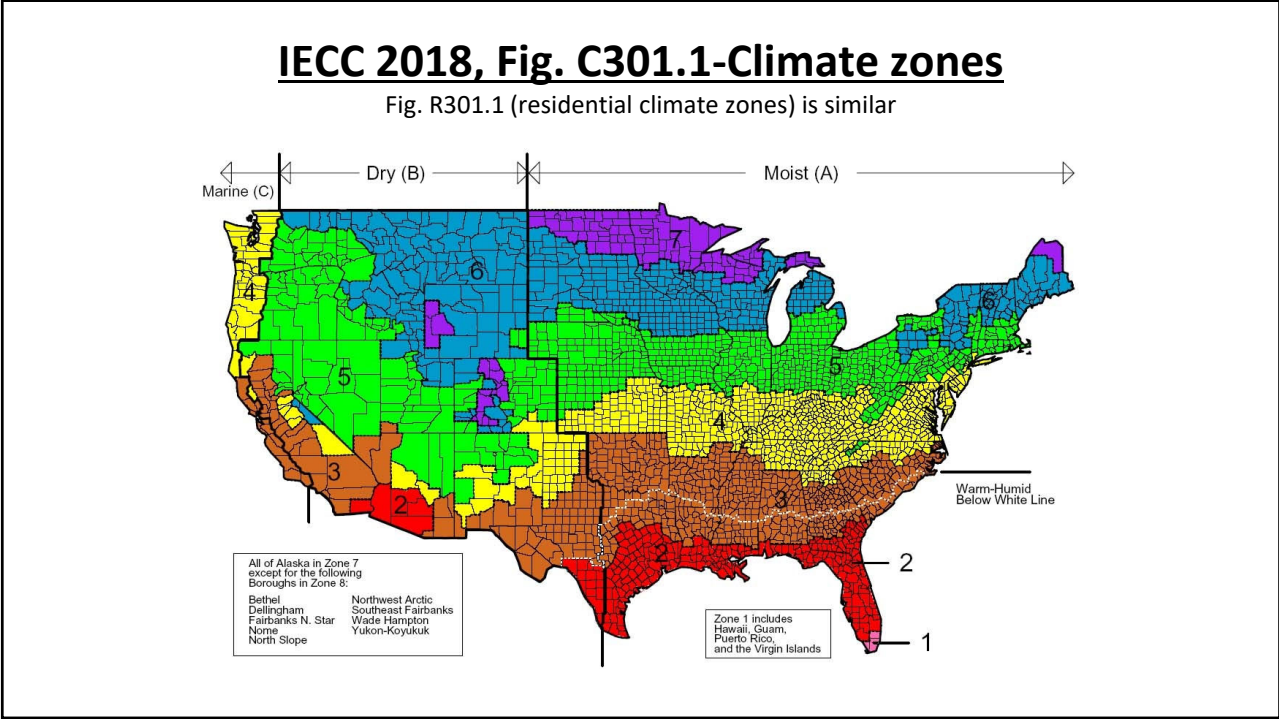 IECC 2018, Fig. C301.1-Climate zones
Fig. R301.1 (residential climate zones) is similar
Marine (C)
Dry (B)
Moist (A)
7
6
6
4
5
5
4
3
3
2
2
Warm-Humid
Below White Line
2
1
All of Alaska in Zone 7
except for the following
Boroughs in Zone 8:
Bethel Northwest Arctic
Dellingham Southeast Fairbanks
Fairbanks N. Star Wade Hampton
Nome Yukon-Koyukuk
North Slope
Zone 1 includes
Hawaii, Guam,
Puerto Rico,
and the Virgin Islands